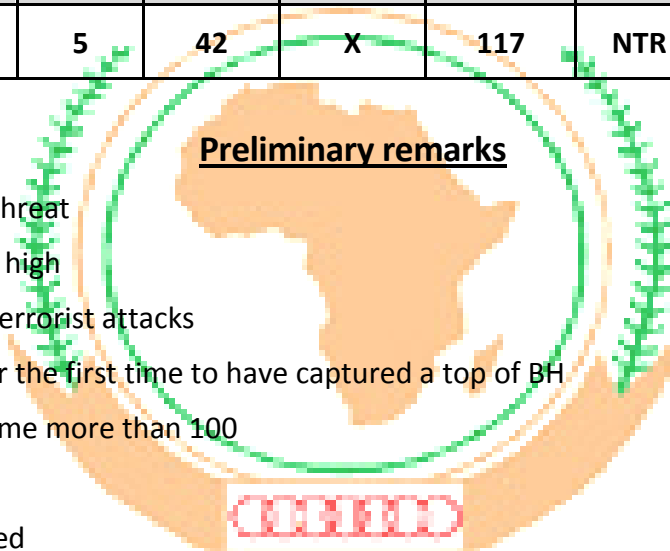 5 42 X 117 NTR
Preliminary remarks
hreat
high
errorist attacks
r the first time to have captured a top of BH
me more than 100
ed